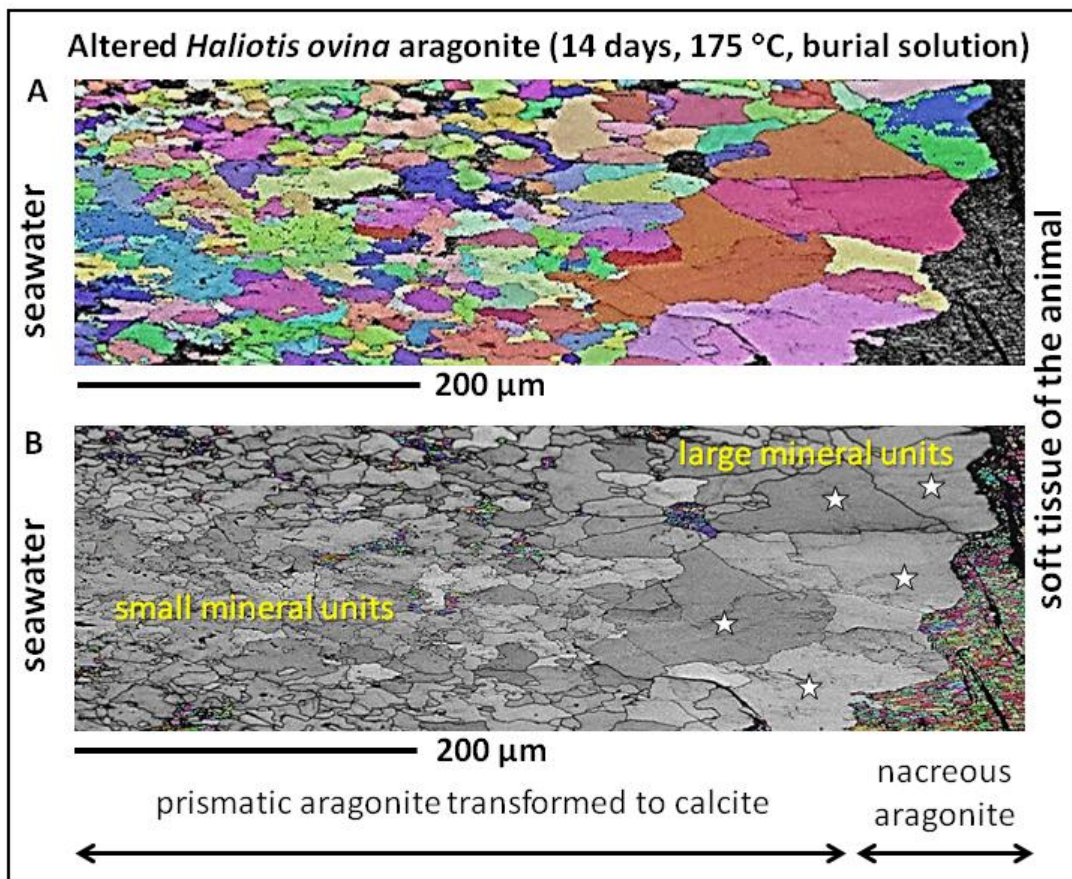 Altered Haliotis ovina aragonite (14 days, 175 °C, burial solution)
A
seawater
200 µm
soft tissue of the animal
B
large mineral units
small mineral units
seawater
200 µm
prismatic aragonite transformed to calcite
nacreous
aragonite